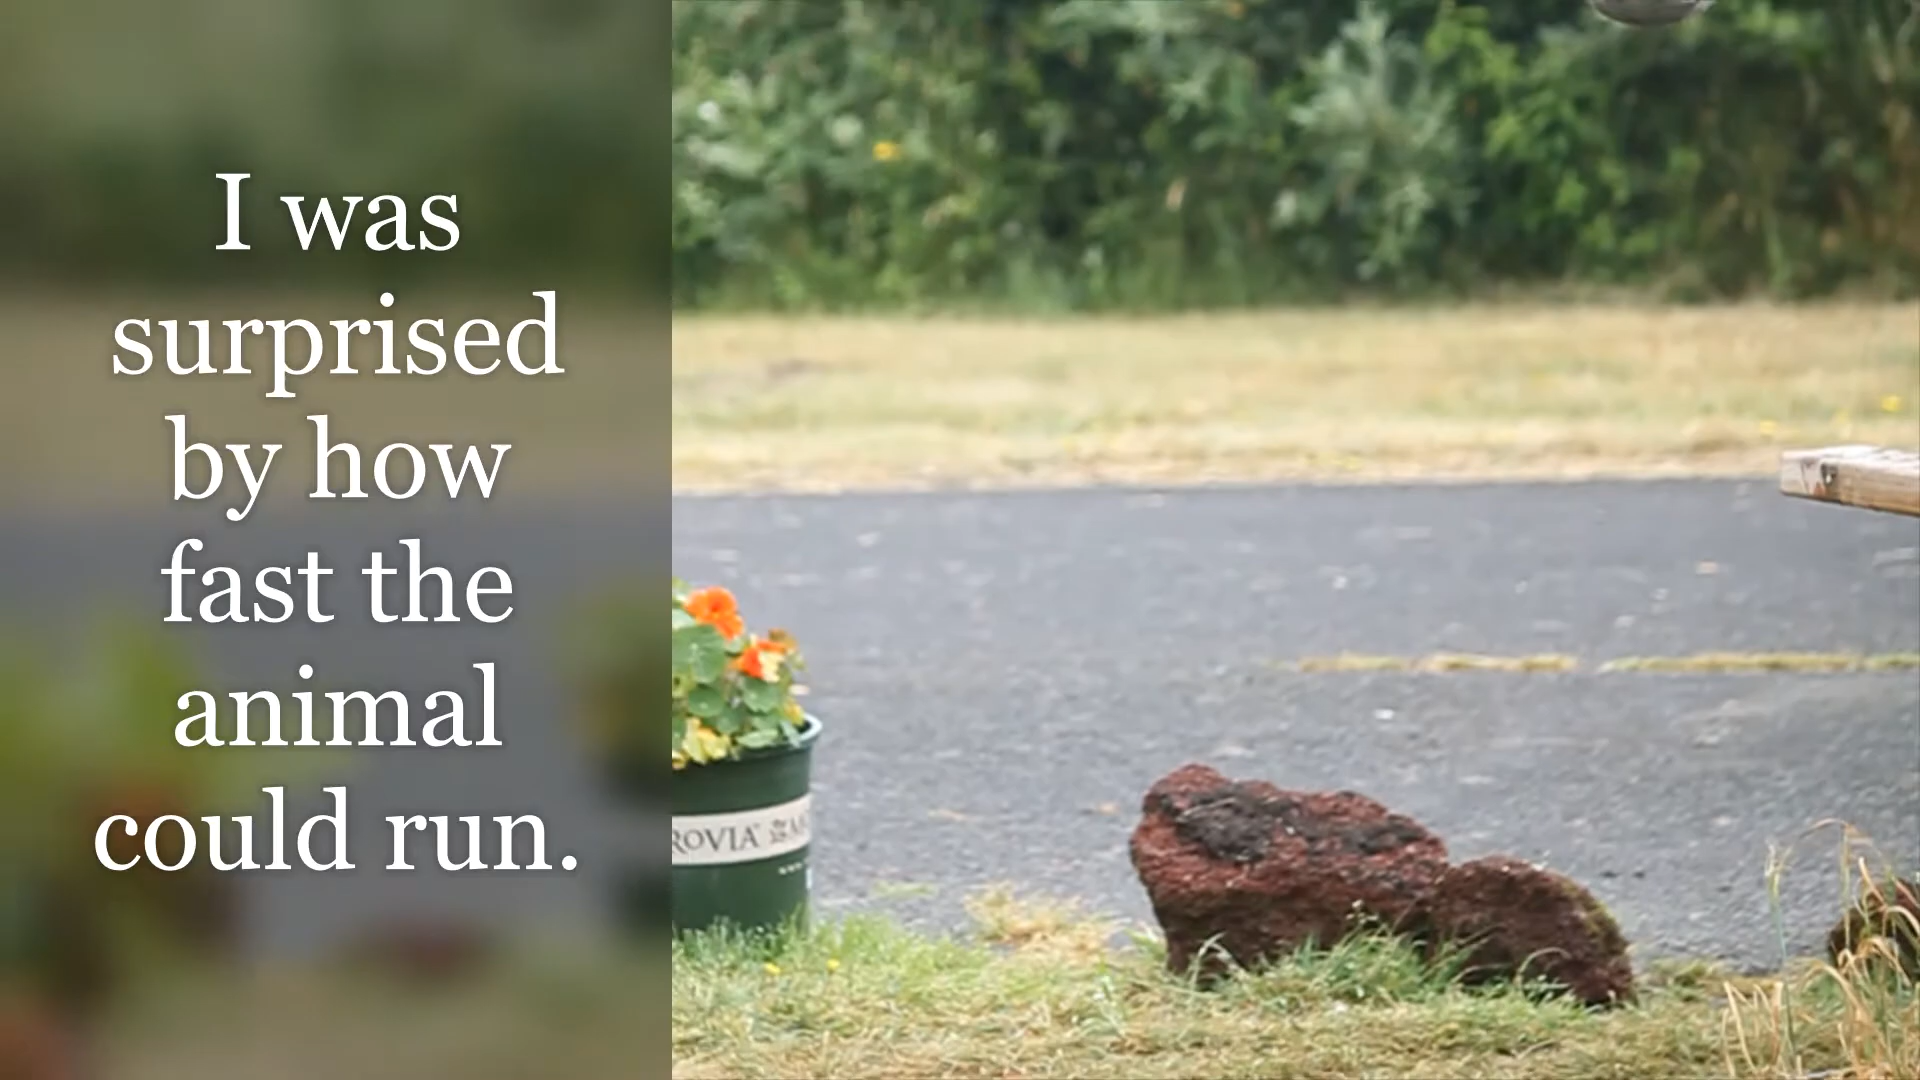 I was
surprised
by how
fast the
animal
could run.
ROVIA